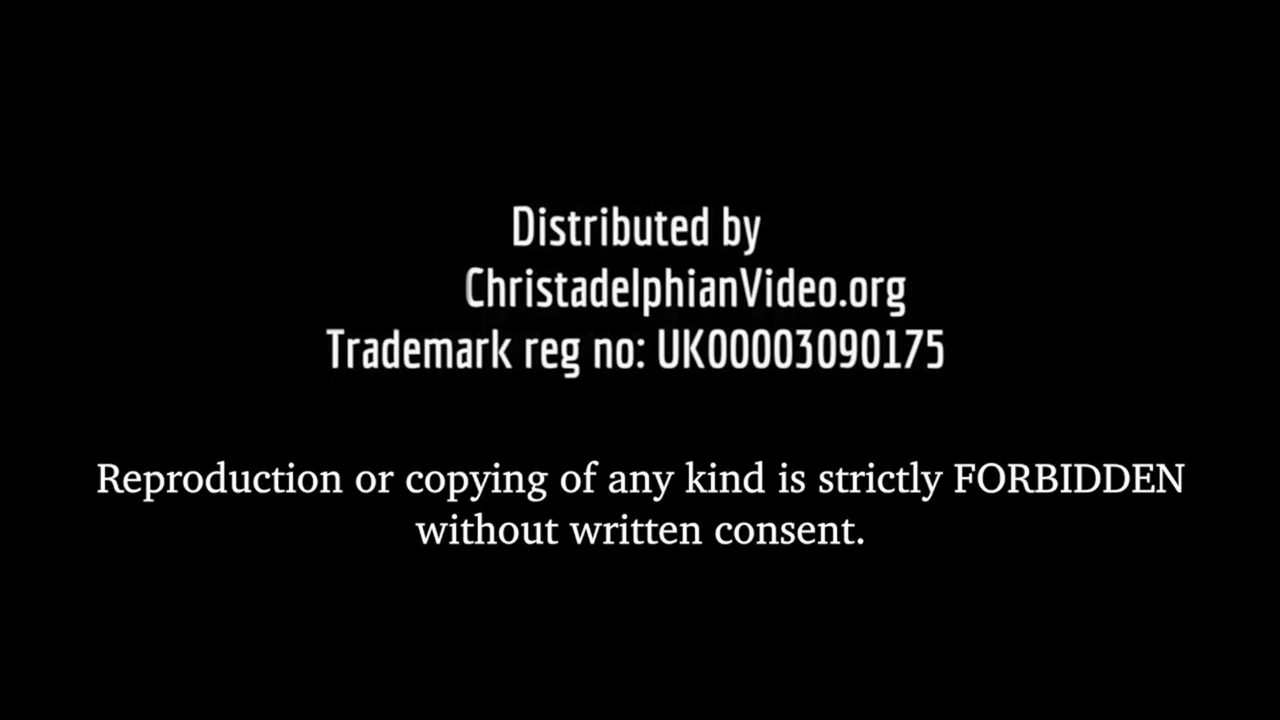 Distributed by
ChristadelphianVideo.org
Trademark reg no: UK00003090175
Reproduction or copying of any kind is strictly FORBIDDEN
without written consent.